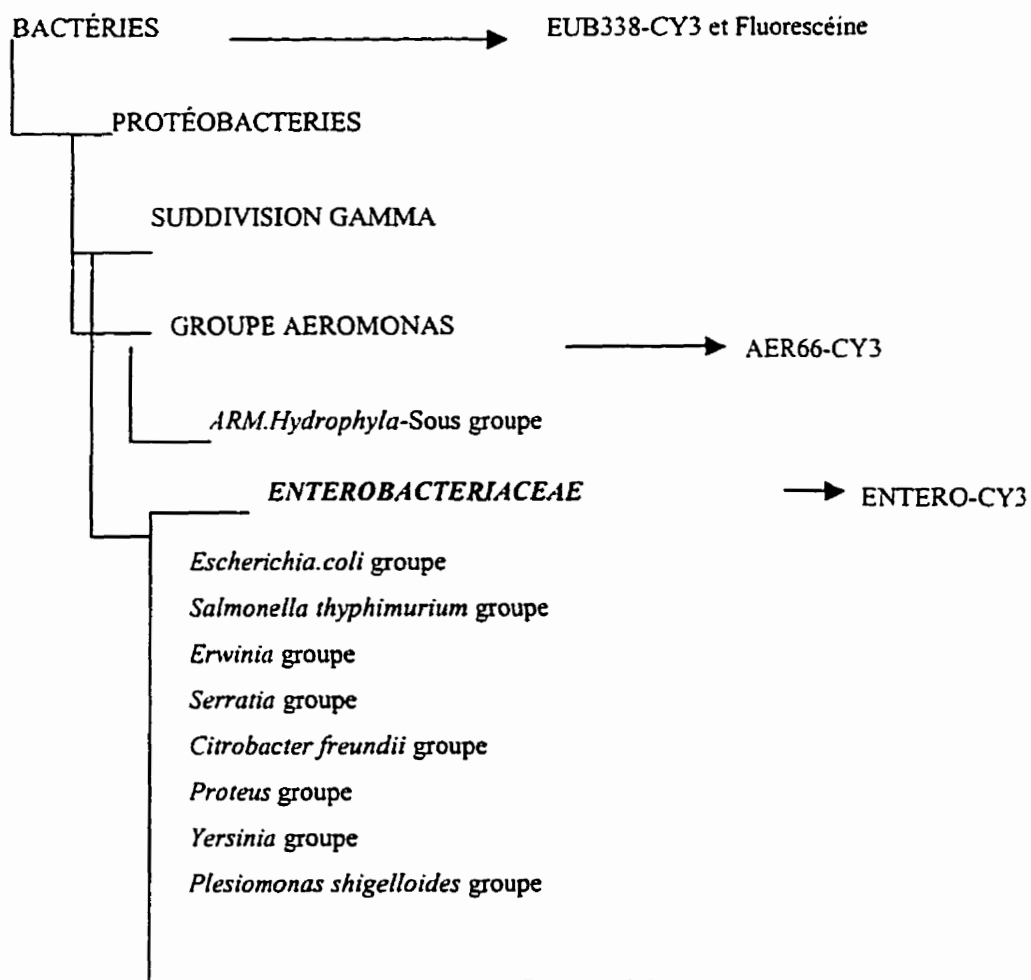 BACTÉRIES EUB338-CY3 et Fluorescéine
PROTÉOBACTERIES
SUDDIVISION GAMMA
GROUPE AEROMONAS
AER66-CY3
ARM.Hydrophyla-Sous groupe
ENTEROBACTERIACEAE
ENTERO-CY3
Escherichia.coli groupe
Salmonella thyphimurium groupe
Erwinia groupe
Serratia groupe
Citrobacter freundii groupe
Proteus groupe
Yersinia groupe
Plesiomonas shigelloides groupe